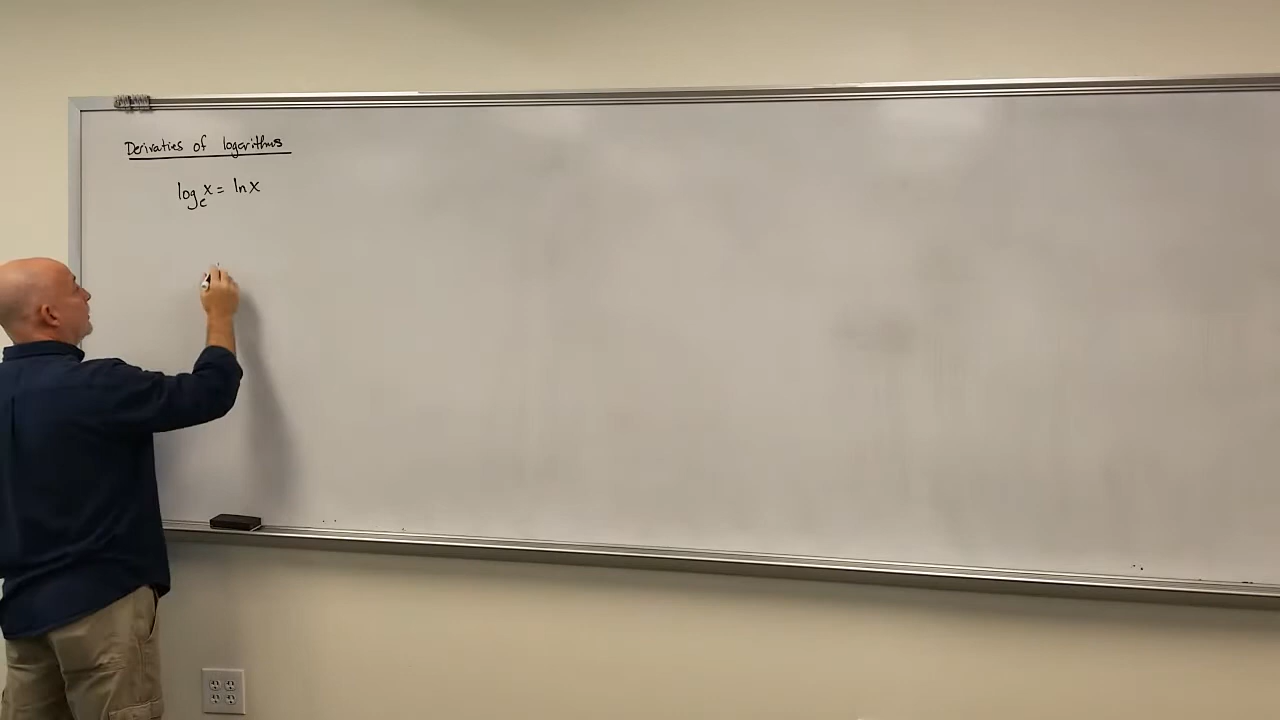 Derivaties of logarithms
log_e x = ln x